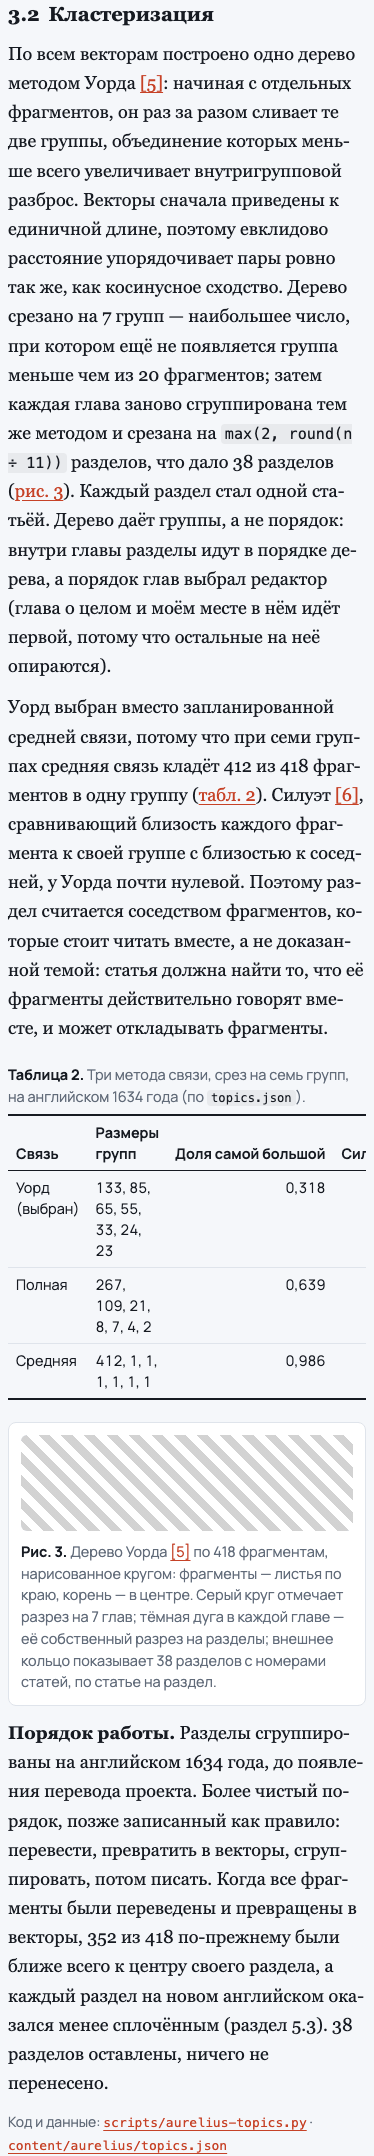 3.2 Кластеризация
По всем векторам построено одно дерево
методом Уорда [5]: начиная с отдельных
фрагментов, он раз за разом сливает те
две группы, объединение которых мень-
ше всего увеличивает внутригрупповой
разброс. Векторы сначала приведены к
единичной длине, поэтому евклидово
расстояние упорядочивает пары ровно
так же, как косинусное сходство. Дерево
срезано на 7 групп — наибольшее число,
при котором ещё не появляется группа
меньше чем из 20 фрагментов; затем
каждая глава заново сгруппирована тем
же методом и срезана на max(2, round(n
÷ 11)) разделов, что дало 38 разделов
(рис. 3). Каждый раздел стал одной ста-
тьёй. Дерево даёт группы, а не порядок:
внутри главы разделы идут в порядке де-
рева, а порядок глав выбрал редактор
(глава о целом и моём месте в нём идёт
первой, потому что остальные на неё
опираются).
Уорд выбран вместо запланированной
средней связи, потому что при семи груп-
пах средняя связь кладёт 412 из 418 фраг-
ментов в одну группу (табл. 2). Силуэт [6],
сравнивающий близость каждого фраг-
мента к своей группе с близостью к сосед-
ней, у Уорда почти нулевой. Поэтому раз-
дел считается соседством фрагментов, ко-
торые стоит читать вместе, а не доказан-
ной темой: статья должна найти то, что её
фрагменты действительно говорят вме-
сте, и может откладывать фрагменты.
Таблица 2. Три метода связи, срез на семь групп,
на английском 1634 года (по topics.json).
Связь Размеры групп Доля самой большой Сил
Уорд (выбран) 133, 85, 65, 55, 33, 24, 23 0,318
Полная 267, 109, 21, 8, 7, 4, 2 0,639
Средняя 412, 1, 1, 1, 1, 1, 1 0,986
Рис. 3. Дерево Уорда [5] по 418 фрагментам,
нарисованное кругом: фрагменты — листья по
краю, корень — в центре. Серый круг отмечает
разрез на 7 глав; тёмная дуга в каждой главе —
её собственный разрез на разделы; внешнее
кольцо показывает 38 разделов с номерами
статей, по статье на раздел.
Порядок работы. Разделы сгруппиро-
ваны на английском 1634 года, до появле-
ния перевода проекта. Более чистый по-
рядок, позже записанный как правило:
перевести, превратить в векторы, сгруп-
пировать, потом писать. Когда все фраг-
менты были переведены и превращены в
векторы, 352 из 418 по-прежнему были
ближе всего к центру своего раздела, а
каждый раздел на новом английском ока-
зался менее сплочённым (раздел 5.3). 38
разделов оставлены, ничего не
перенесено.
Код и данные: scripts/aurelius-topics.py ·
content/aurelius/topics.json